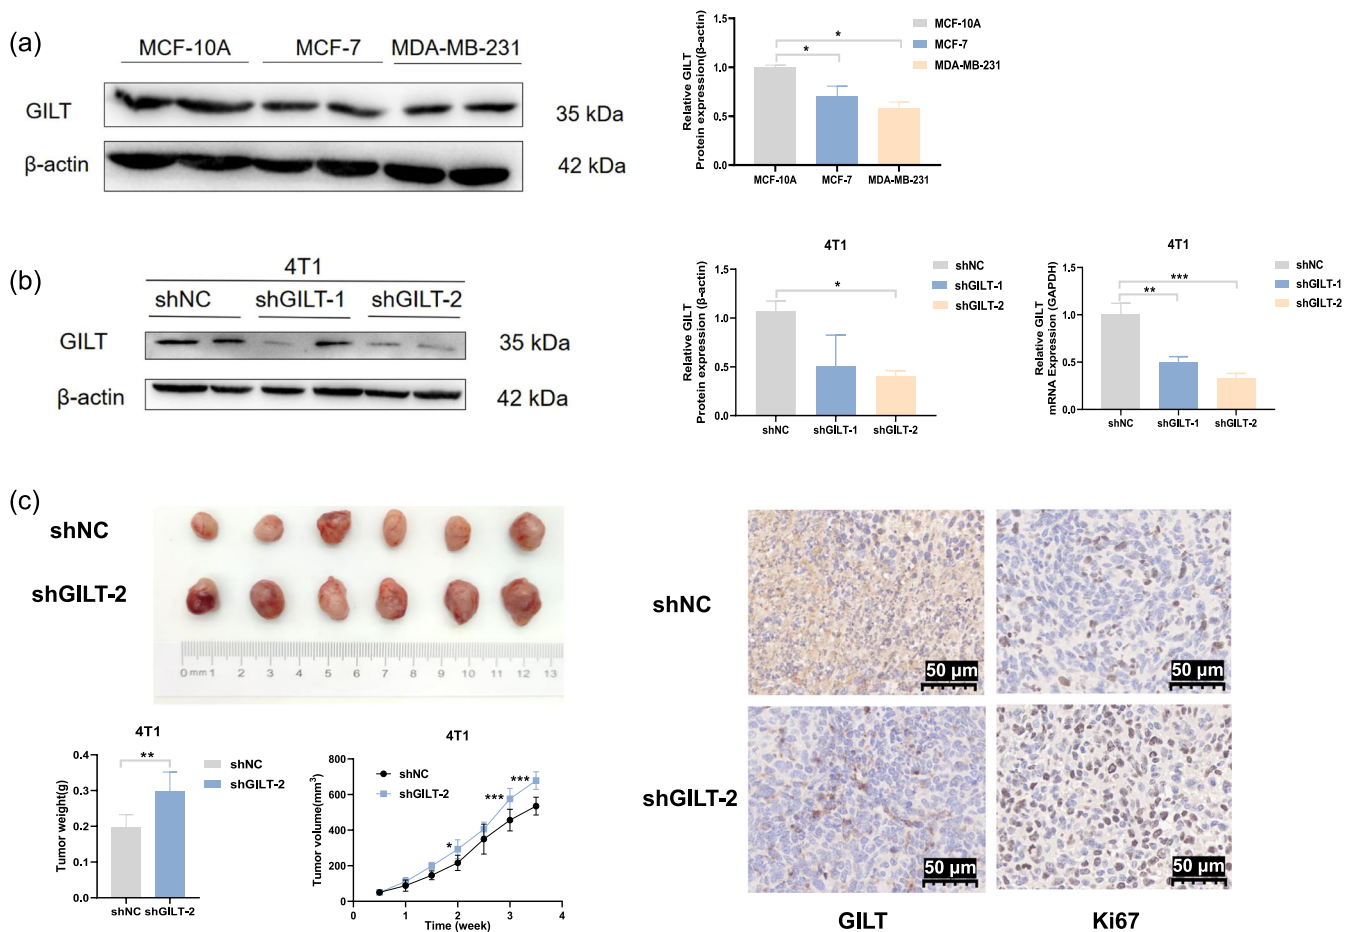 (a)
MCF-10A MCF-7 MDA-MB-231
GILT 35 kDa
β-actin 42 kDa
Relative GILT
Protein expression(β-actin)
1.5
1.0
0.5
0.0
* *
MCF-10A MCF-7 MDA-MB-231
MCF-10A
MCF-7
MDA-MB-231
(b)
4T1
shNC shGILT-1 shGILT-2
GILT 35 kDa
β-actin 42 kDa
4T1
Relative GILT
Protein expression (β-actin)
1.5
1.0
0.5
0.0
*
shNC shGILT-1 shGILT-2
shNC
shGILT-1
shGILT-2
4T1
Relative GILT
mRNA Expression (GAPDH)
1.5
1.0
0.5
0.0
***
**
shNC shGILT-1 shGILT-2
shNC
shGILT-1
shGILT-2
(c)
shNC
shGILT-2
0 mm 1 2 3 4 5 6 7 8 9 10 11 12 13
4T1
Tumor weight(g)
0.4
0.3
0.2
0.1
0.0
**
shNC shGILT-2
shNC
shGILT-2
4T1
Tumor volume(mm³)
800
600
400
200
0
shNC
shGILT-2
* *** ***
1 2 3 4
Time (week)
shNC
50 μm 50 μm
shGILT-2
50 μm 50 μm
GILT Ki67